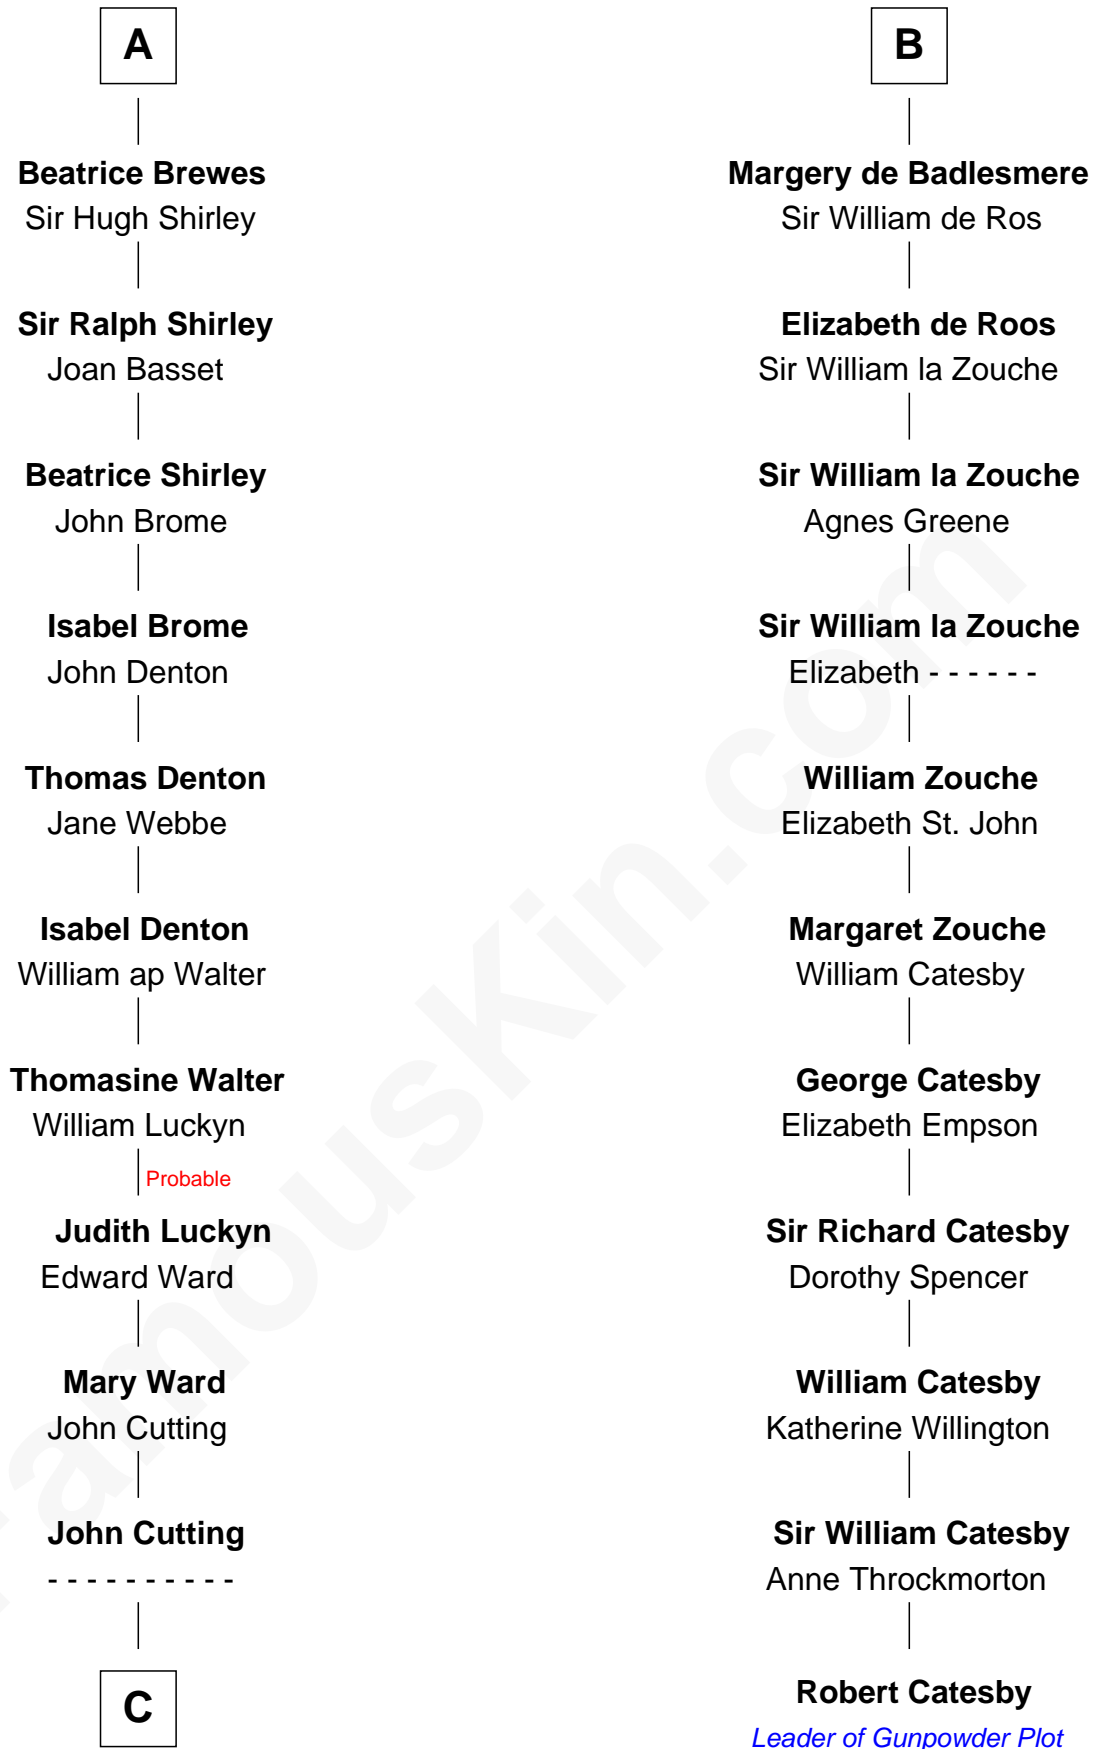 A
Beatrice Brewes
Sir Hugh Shirley
Sir Ralph Shirley
Joan Basset
Beatrice Shirley
John Brome
Isabel Brome
John Denton
Thomas Denton
Jane Webbe
Isabel Denton
William ap Walter
Thomasine Walter
William Luckyn
Probable
Judith Luckyn
Edward Ward
Mary Ward
John Cutting
John Cutting
- - - - - - - - - -
C
B
Margery de Badlesmere
Sir William de Ros
Elizabeth de Roos
Sir William la Zouche
Sir William la Zouche
Agnes Greene
Sir William la Zouche
Elizabeth - - - - - -
William Zouche
Elizabeth St. John
Margaret Zouche
William Catesby
George Catesby
Elizabeth Empson
Sir Richard Catesby
Dorothy Spencer
William Catesby
Katherine Willington
Sir William Catesby
Anne Throckmorton
Robert Catesby
Leader of Gunpowder Plot
FamousKin.com